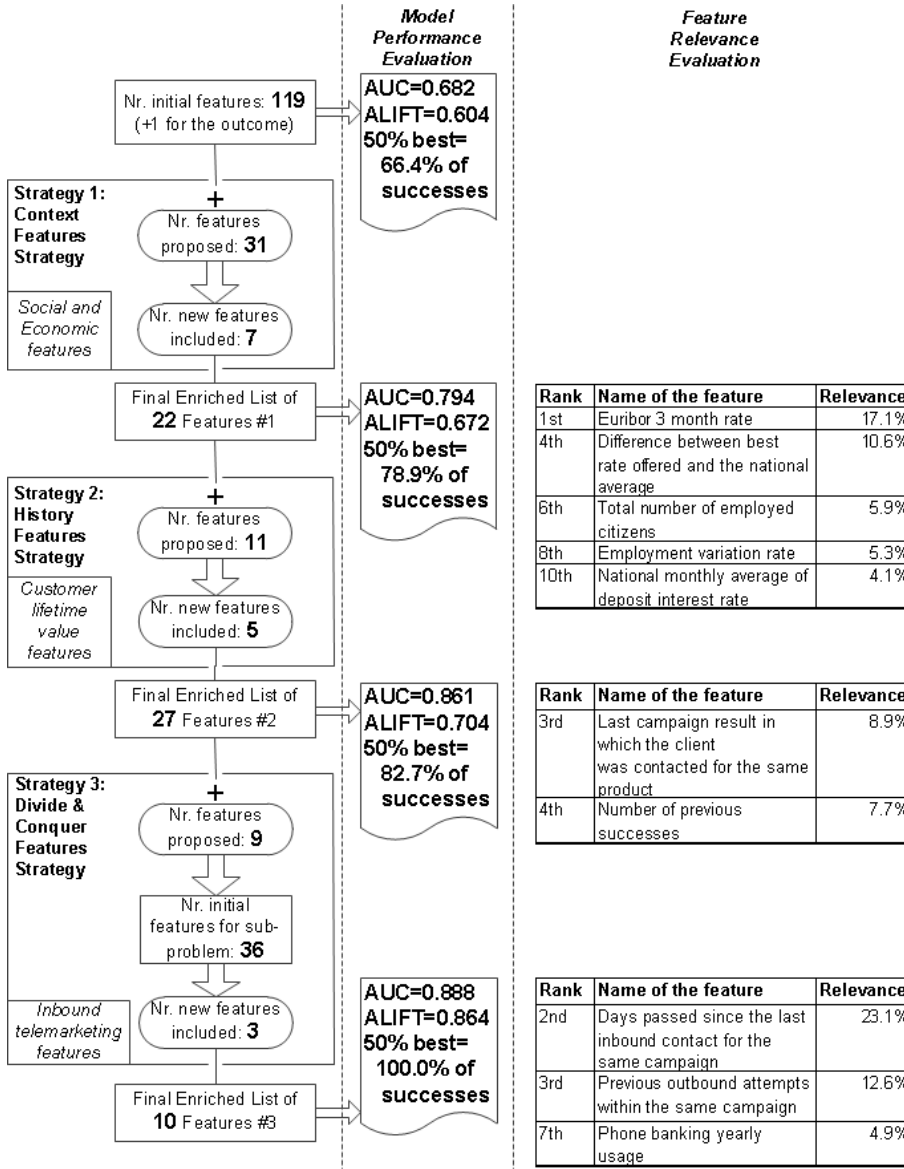 Model
Performance
Evaluation
Feature
Relevance
Evaluation
Nr. initial features: 119
(+1 for the outcome)
AUC=0.682
ALIFT=0.604
50% best=
66.4% of
successes
Strategy 1:
Context
Features
Strategy
+
Nr. features
proposed: 31
Social and
Economic
features
Nr. new features
included: 7
Final Enriched List of
22 Features #1
AUC=0.794
ALIFT=0.672
50% best=
78.9% of
successes
Rank Name of the feature Relevance
1st Euribor 3 month rate 17.1%
4th Difference between best 10.6%
rate offered and the national
average
6th Total number of employed 5.9%
citizens
8th Employment variation rate 5.3%
10th National monthly average of 4.1%
deposit interest rate
Strategy 2:
History
Features
Strategy
+
Nr. features
proposed: 11
Customer
lifetime
value
features
Nr. new features
included: 5
Final Enriched List of
27 Features #2
AUC=0.861
ALIFT=0.704
50% best=
82.7% of
successes
Rank Name of the feature Relevance
3rd Last campaign result in 8.9%
which the client
was contacted for the same
product
4th Number of previous 7.7%
successes
Strategy 3:
Divide &
Conquer
Features
Strategy
+
Nr. features
proposed: 9
Nr. initial
features for sub-
problem: 36
Inbound
telemarketing
features
Nr. new features
included: 3
Final Enriched List of
10 Features #3
AUC=0.888
ALIFT=0.864
50% best=
100.0% of
successes
Rank Name of the feature Relevance
2nd Days passed since the last 23.1%
inbound contact for the
same campaign
3rd Previous outbound attempts 12.6%
within the same campaign
7th Phone banking yearly 4.9%
usage